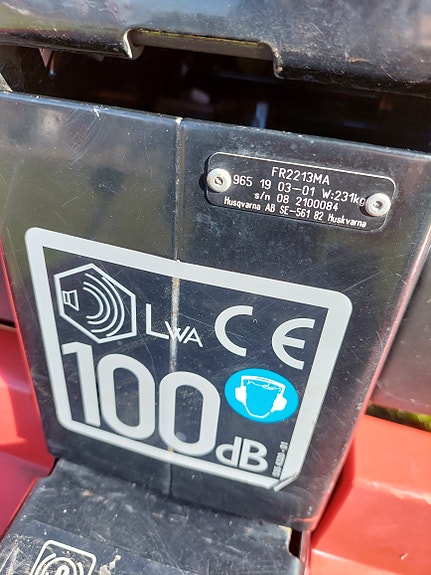 FR2213MA
965 19 03-01 W:231kg
s/n 08 2100084
Husqvarna AB SE-561 82 Huskvarna
LWA CE
100 dB